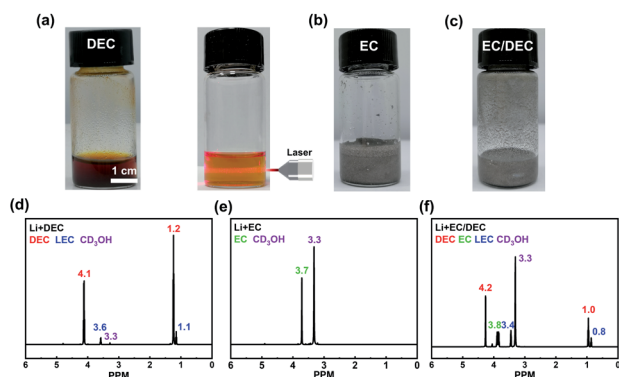 (a)
DEC
1 cm
Laser
(b)
EC
(c)
EC/DEC
(d)
Li+DEC
DEC LEC CD₃OH
4.1
3.6
3.3
1.2
1.1
6 5 4 3 2 1 0
PPM
(e)
Li+EC
EC CD₃OH
3.7
3.3
6 5 4 3 2 1 0
PPM
(f)
Li+EC/DEC
DEC EC LEC CD₃OH
4.2
3.8
3.4
3.3
1.0
0.8
6 5 4 3 2 1 0
PPM